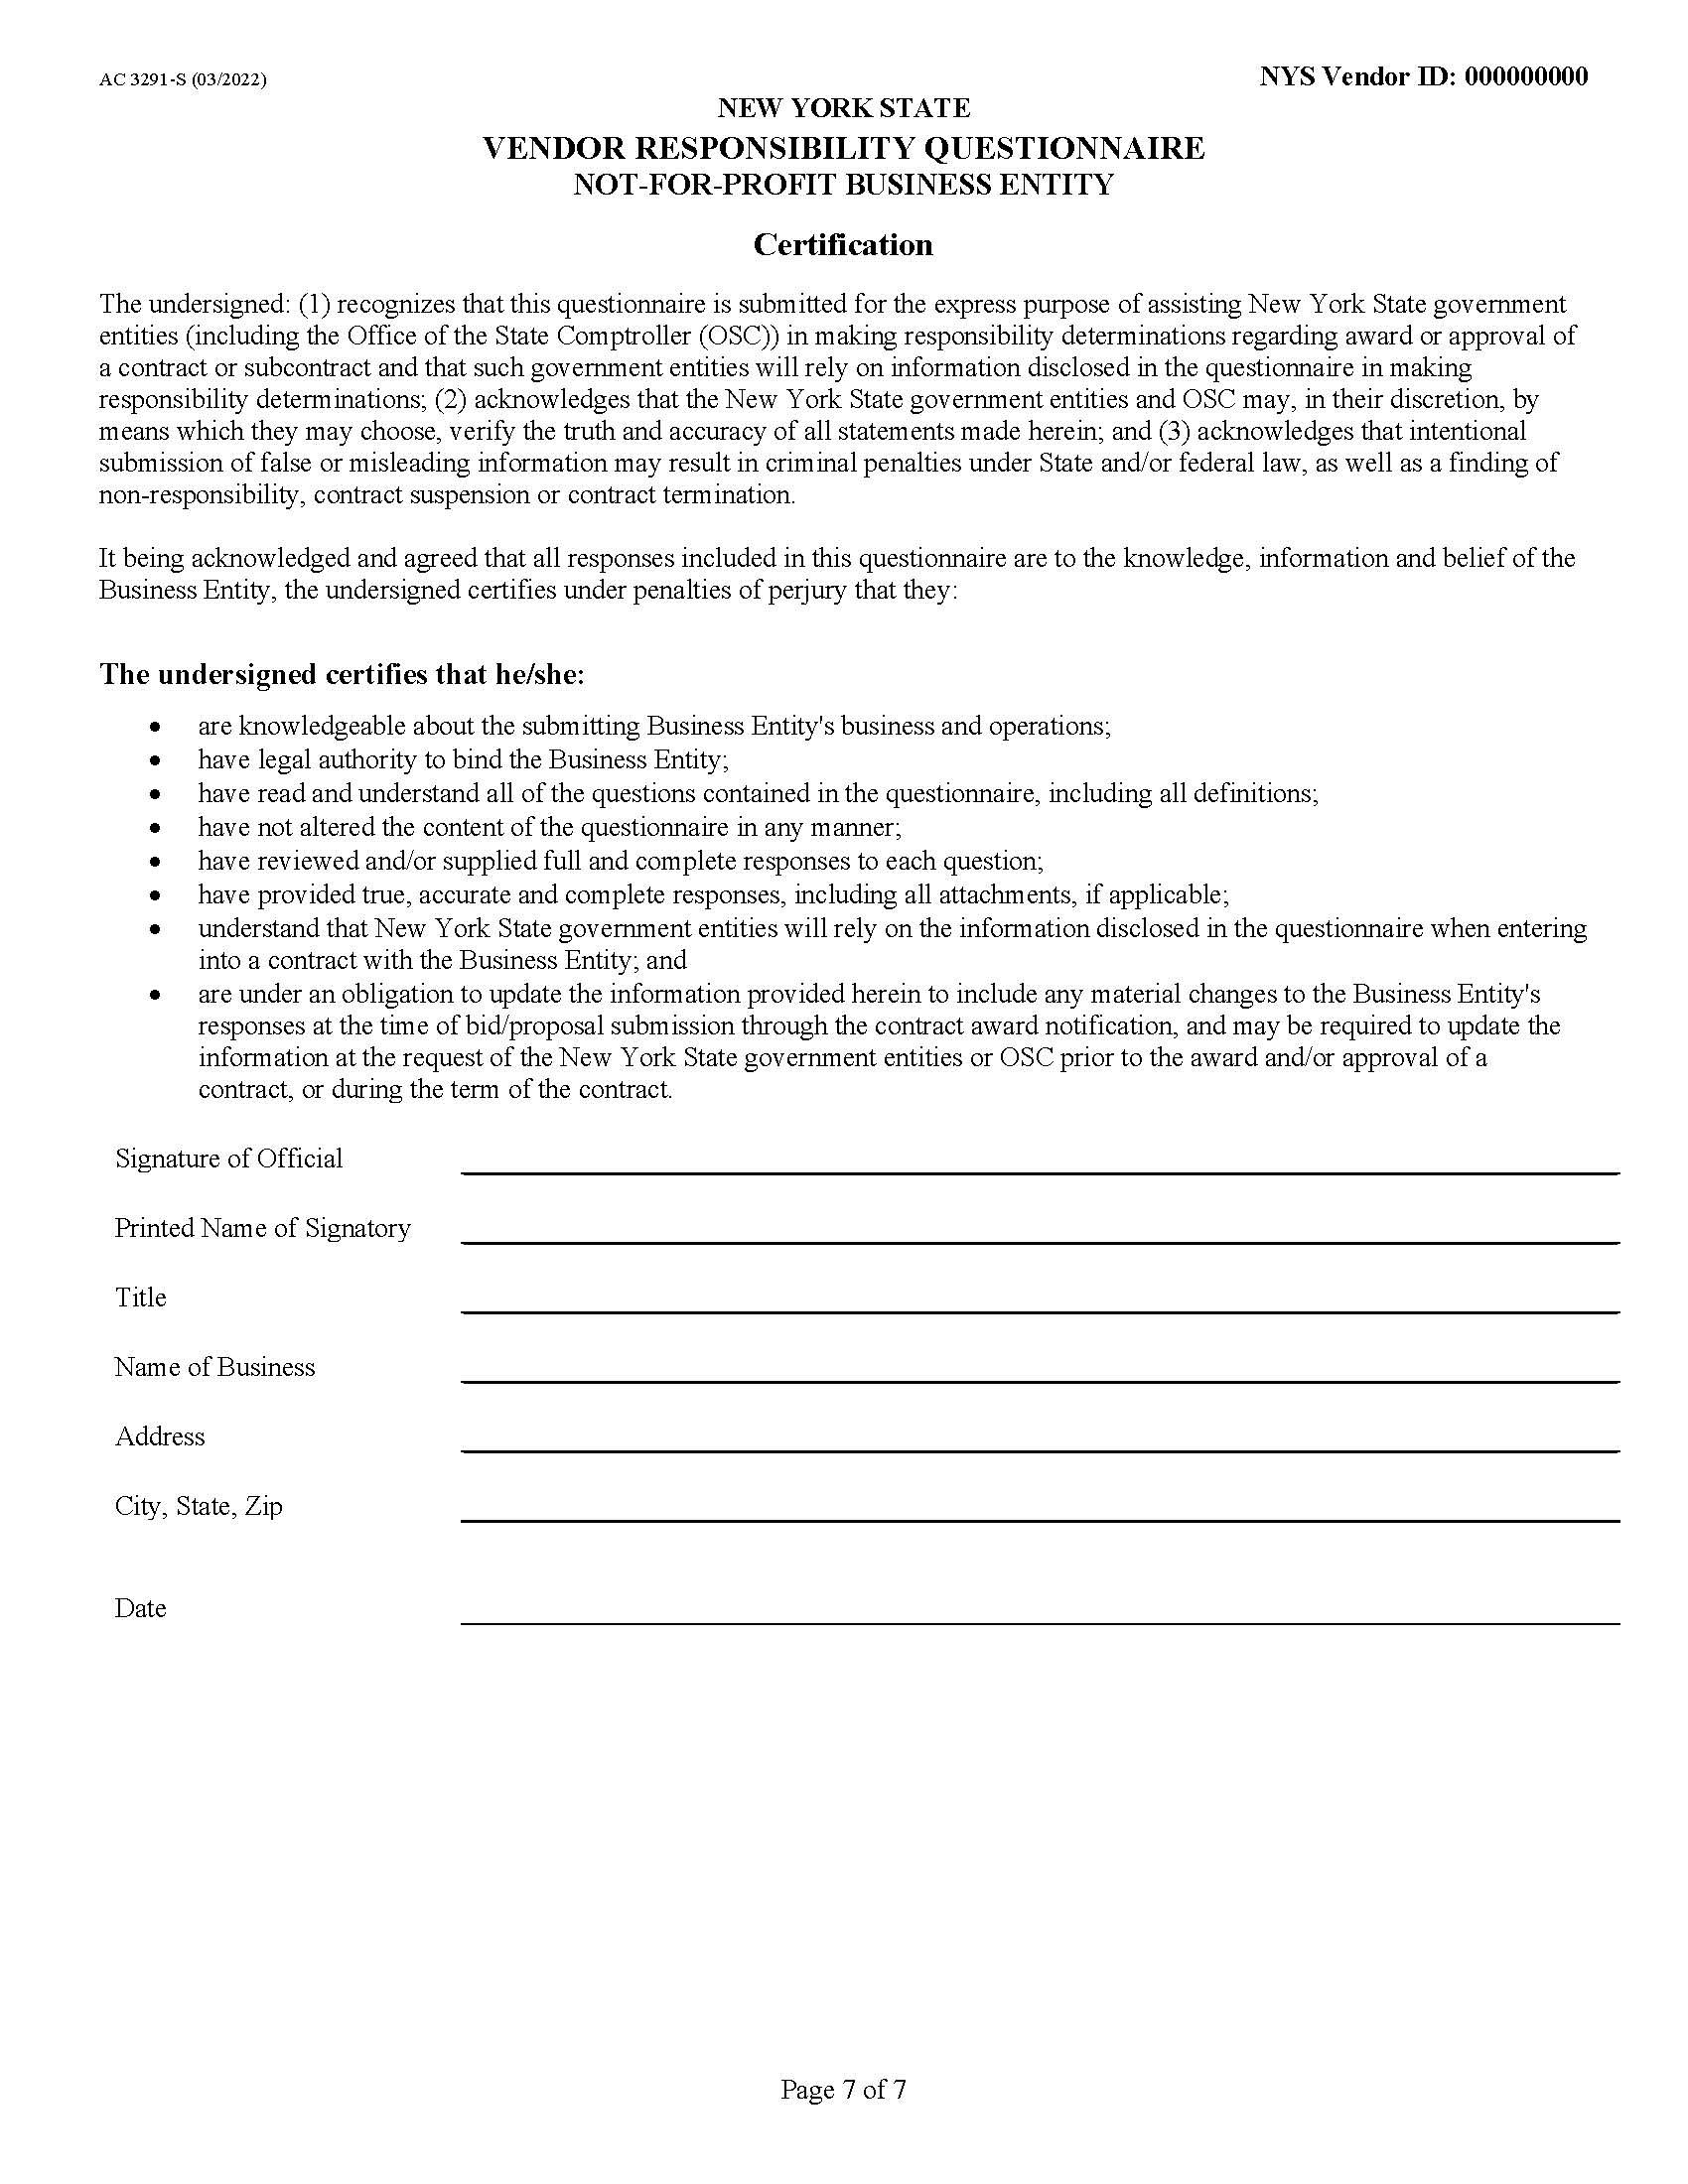 AC 3291-S (03/2022)
NYS Vendor ID: 000000000
NEW YORK STATE
VENDOR RESPONSIBILITY QUESTIONNAIRE
NOT-FOR-PROFIT BUSINESS ENTITY
Certification
The undersigned: (1) recognizes that this questionnaire is submitted for the express purpose of assisting New York State government
entities (including the Office of the State Comptroller (OSC)) in making responsibility determinations regarding award or approval of
a contract or subcontract and that such government entities will rely on information disclosed in the questionnaire in making
responsibility determinations; (2) acknowledges that the New York State government entities and OSC may, in their discretion, by
means which they may choose, verify the truth and accuracy of all statements made herein; and (3) acknowledges that intentional
submission of false or misleading information may result in criminal penalties under State and/or federal law, as well as a finding of
non-responsibility, contract suspension or contract termination.
It being acknowledged and agreed that all responses included in this questionnaire are to the knowledge, information and belief of the
Business Entity, the undersigned certifies under penalties of perjury that they:
The undersigned certifies that he/she:
• are knowledgeable about the submitting Business Entity's business and operations;
• have legal authority to bind the Business Entity;
• have read and understand all of the questions contained in the questionnaire, including all definitions;
• have not altered the content of the questionnaire in any manner;
• have reviewed and/or supplied full and complete responses to each question;
• have provided true, accurate and complete responses, including all attachments, if applicable;
• understand that New York State government entities will rely on the information disclosed in the questionnaire when entering
into a contract with the Business Entity; and
• are under an obligation to update the information provided herein to include any material changes to the Business Entity's
responses at the time of bid/proposal submission through the contract award notification, and may be required to update the
information at the request of the New York State government entities or OSC prior to the award and/or approval of a
contract, or during the term of the contract.
Signature of Official
Printed Name of Signatory
Title
Name of Business
Address
City, State, Zip
Date
Page 7 of 7